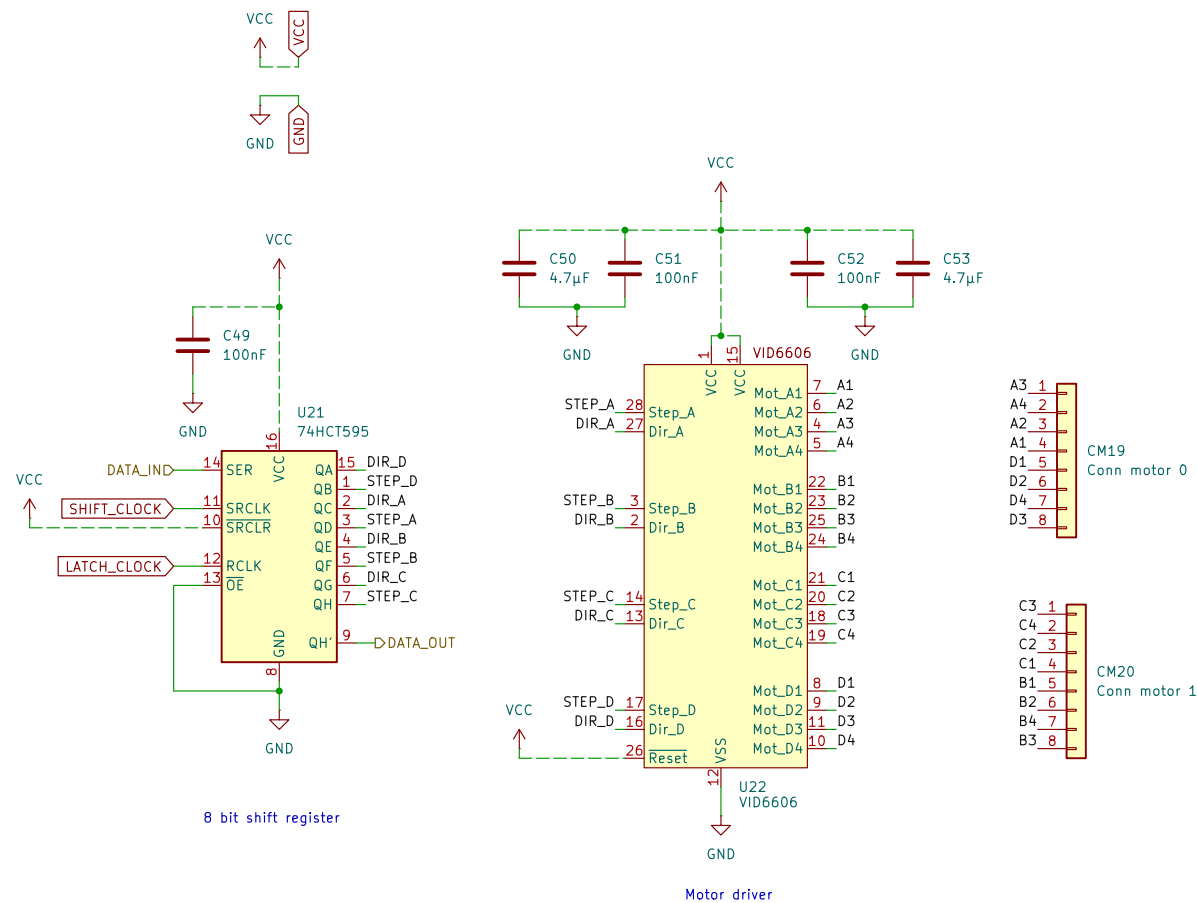 VCC
VCC
GND
GND
VCC
C49
100nF
GND
U21
74HCT595
VCC
16
VCC
DATA_IN
14
SER
SHIFT_CLOCK
11
SRCLK
10
SRCLR
LATCH_CLOCK
12
RCLK
13
OE
QA
15
DIR_D
QB
1
STEP_D
QC
2
DIR_A
QD
3
STEP_A
QE
4
DIR_B
QF
5
STEP_B
QG
6
DIR_C
QH
7
STEP_C
QH'
9
DATA_OUT
GND
8
GND
8 bit shift register
VCC
C50
4.7µF
C51
100nF
C52
100nF
C53
4.7µF
GND
GND
1
15
VID6606
VCC
VCC
STEP_A
28
Step_A
DIR_A
27
Dir_A
STEP_B
3
Step_B
DIR_B
2
Dir_B
STEP_C
14
Step_C
DIR_C
13
Dir_C
STEP_D
17
Step_D
DIR_D
16
Dir_D
VCC
26
Reset
Mot_A1
7
A1
Mot_A2
6
A2
Mot_A3
4
A3
Mot_A4
5
A4
Mot_B1
22
B1
Mot_B2
23
B2
Mot_B3
25
B3
Mot_B4
24
B4
Mot_C1
21
C1
Mot_C2
20
C2
Mot_C3
18
C3
Mot_C4
19
C4
Mot_D1
8
D1
Mot_D2
9
D2
Mot_D3
11
D3
Mot_D4
10
D4
VSS
12
U22
VID6606
GND
Motor driver
A3 1
A4 2
A2 3
A1 4
D1 5
D2 6
D4 7
D3 8
CM19
Conn motor 0
C3 1
C4 2
C2 3
C1 4
B1 5
B2 6
B4 7
B3 8
CM20
Conn motor 1